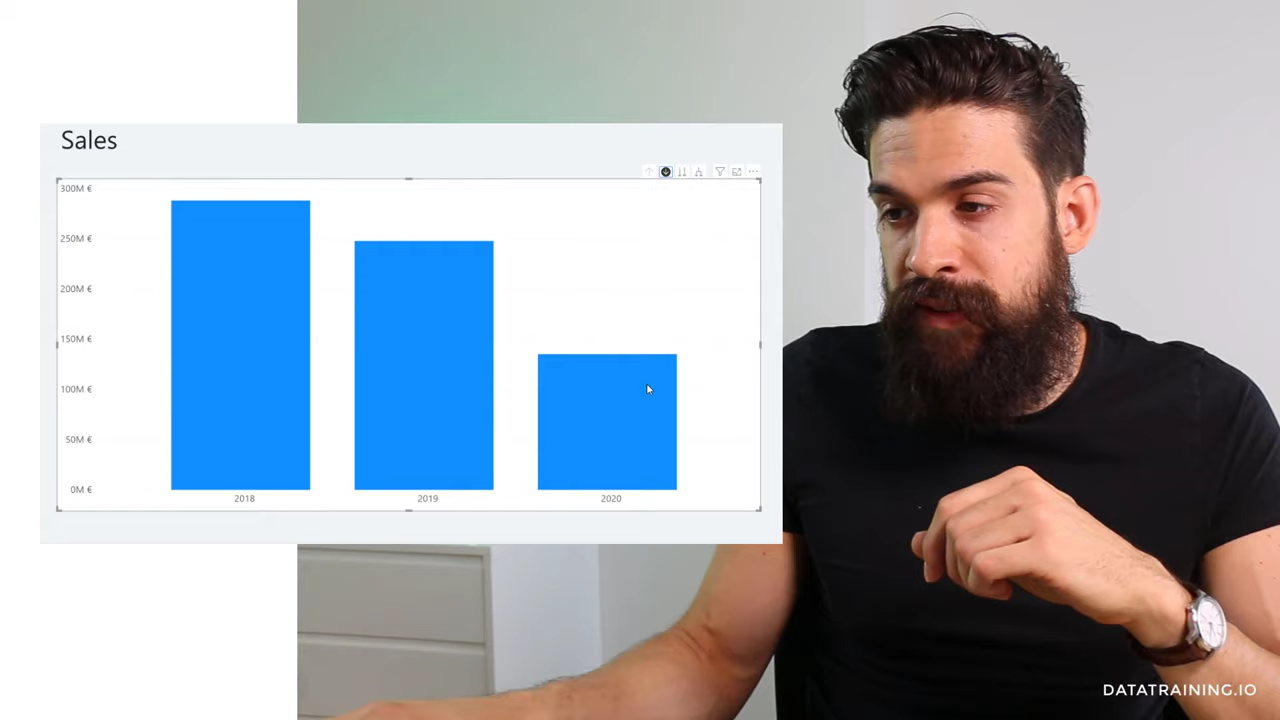 Sales
300M €
250M €
200M €
150M €
100M €
50M €
0M €
2018 2019 2020
DATATRAINING.IO